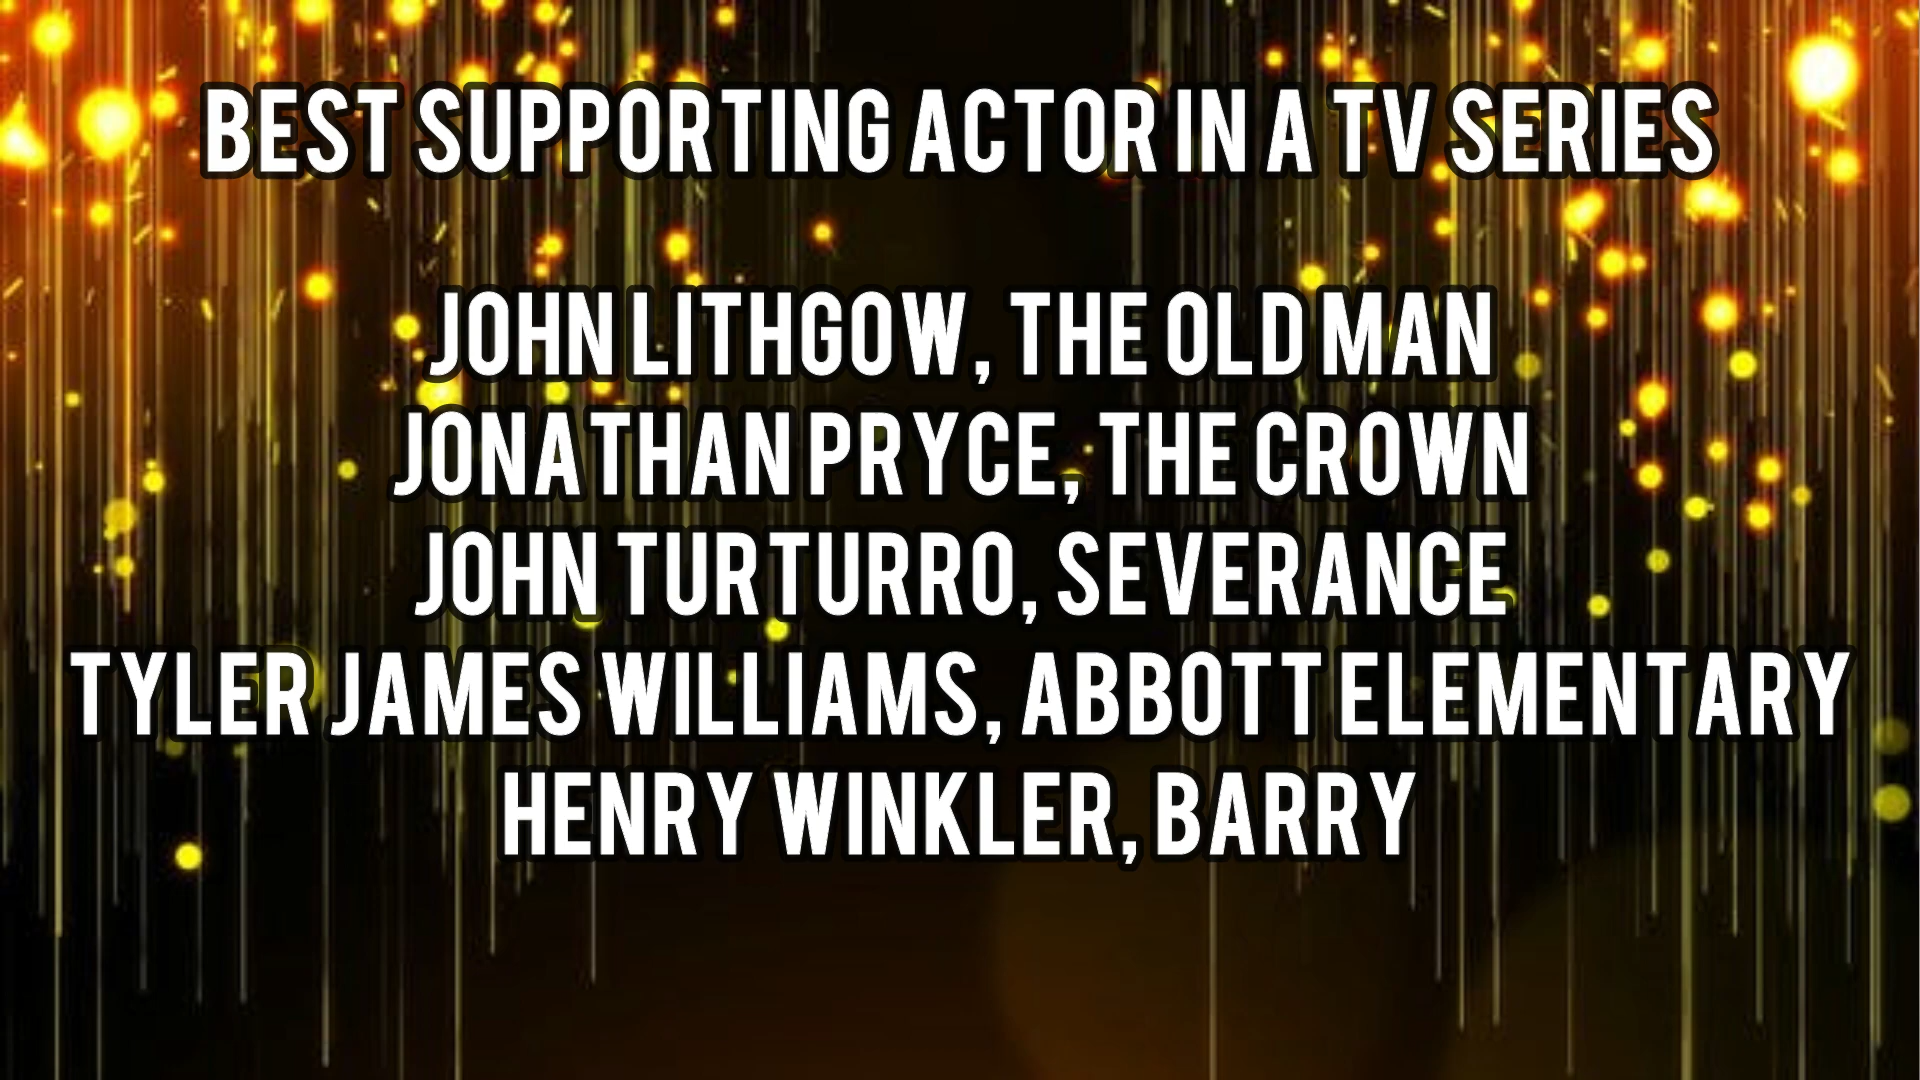 BEST SUPPORTING ACTOR IN A TV SERIES
JOHN LITHGOW, THE OLD MAN
JONATHAN PRYCE, THE CROWN
JOHN TURTURRO, SEVERANCE
TYLER JAMES WILLIAMS, ABBOTT ELEMENTARY
HENRY WINKLER, BARRY